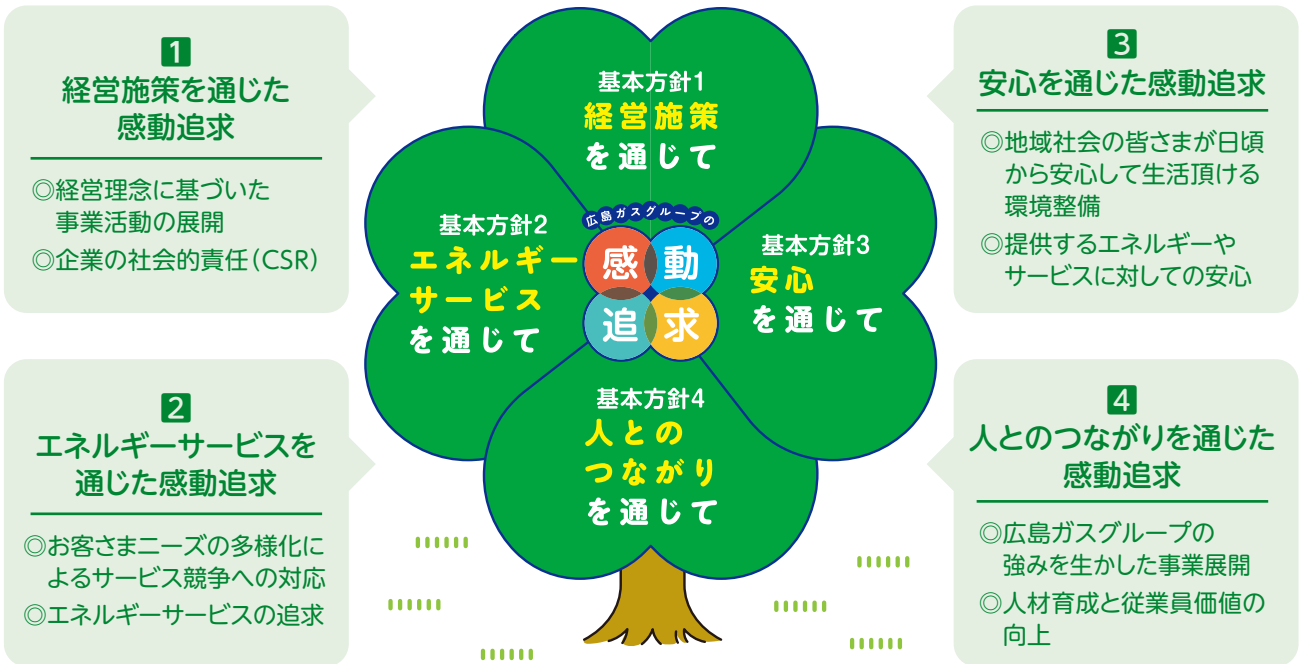 1
経営施策を通じた
感動追求
◎経営理念に基づいた
事業活動の展開
◎企業の社会的責任(CSR)
2
エネルギーサービスを
通じた感動追求
◎お客さまニーズの多様化に
よるサービス競争への対応
◎エネルギーサービスの追求
基本方針1
経営施策
を通じて
基本方針2
エネルギー
サービス
を通じて
広島ガスグループの
感動
追求
基本方針3
安心
を通じて
基本方針4
人との
つながり
を通じて
3
安心を通じた感動追求
◎地域社会の皆さまが日頃
から安心して生活頂ける
環境整備
◎提供するエネルギーや
サービスに対しての安心
4
人とのつながりを通じた
感動追求
◎広島ガスグループの
強みを生かした事業展開
◎人材育成と従業員価値の
向上